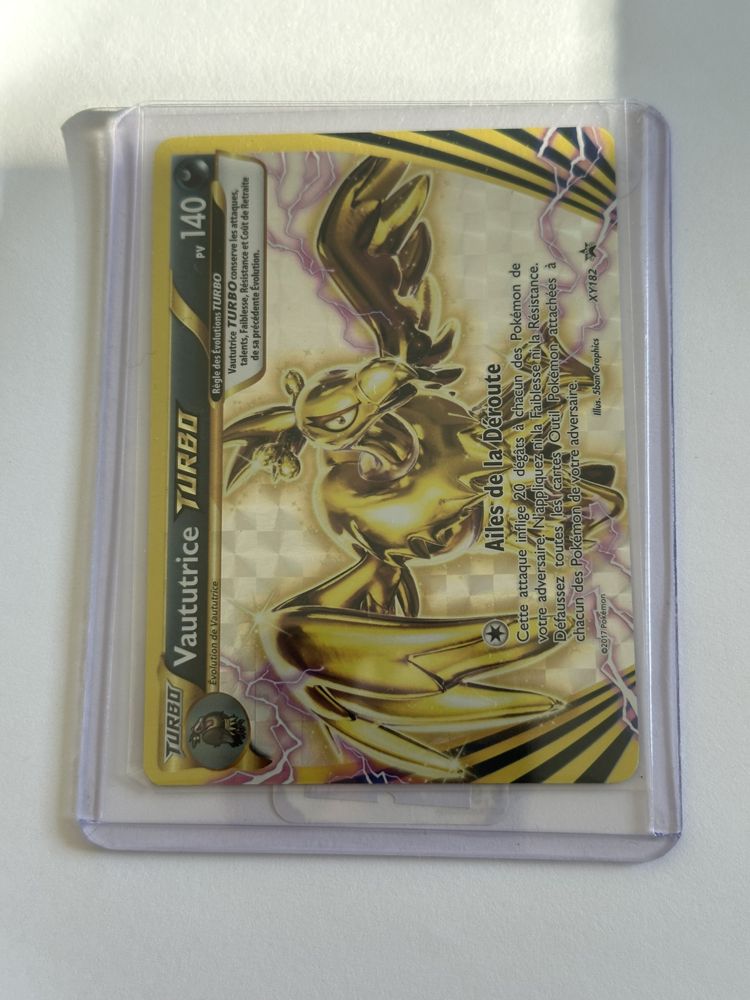 TURBO
Vaututrice TURBO
PV 140
Évolution de Vaututrice
Règle des Évolutions TURBO
Vaututrice TURBO conserve les attaques,
talents, Faiblesse, Résistance et Coût de Retraite
de sa précédente Évolution.
Ailes de la Déroute
Cette attaque inflige 20 dégâts à chacun des Pokémon de
votre adversaire. N'appliquez ni la Faiblesse ni la Résistance.
Défaussez toutes les cartes Outil Pokémon attachées à
chacun des Pokémon de votre adversaire.
©2017 Pokémon
Illus. 5ban Graphics
XY182